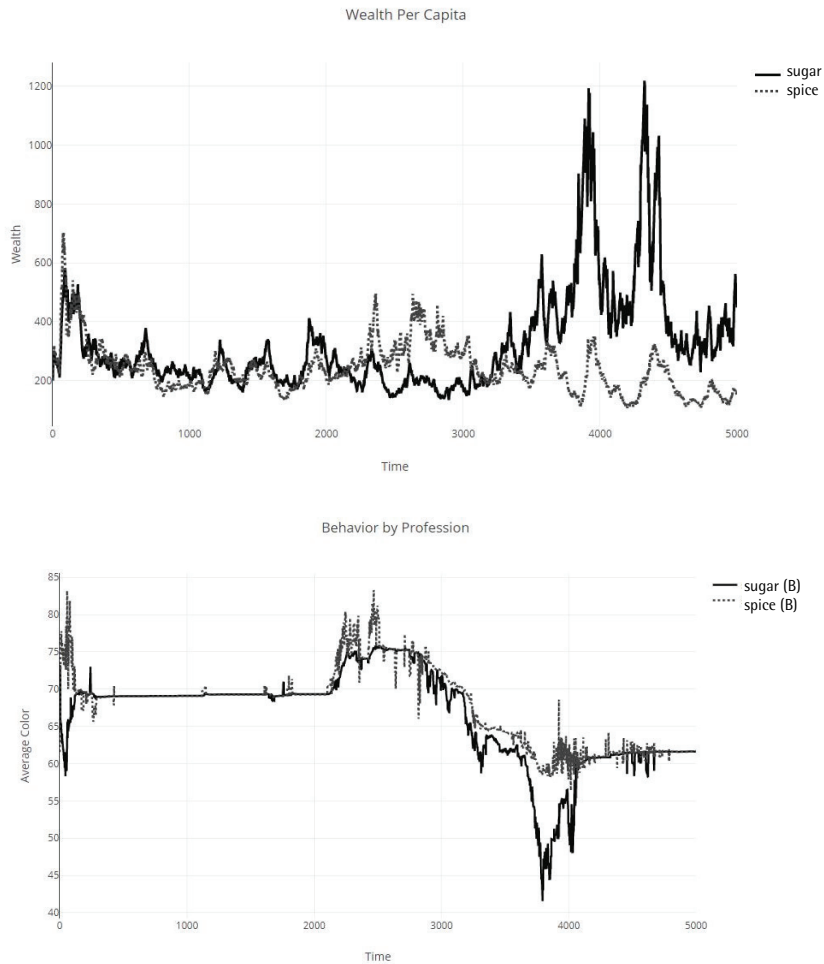 Wealth Per Capita
sugar
spice
1200
1000
800
600
400
200
Wealth
0 1000 2000 3000 4000 5000
Time
Behavior by Profession
sugar (B)
spice (B)
85
80
75
70
65
60
55
50
45
40
Average Color
0 1000 2000 3000 4000 5000
Time